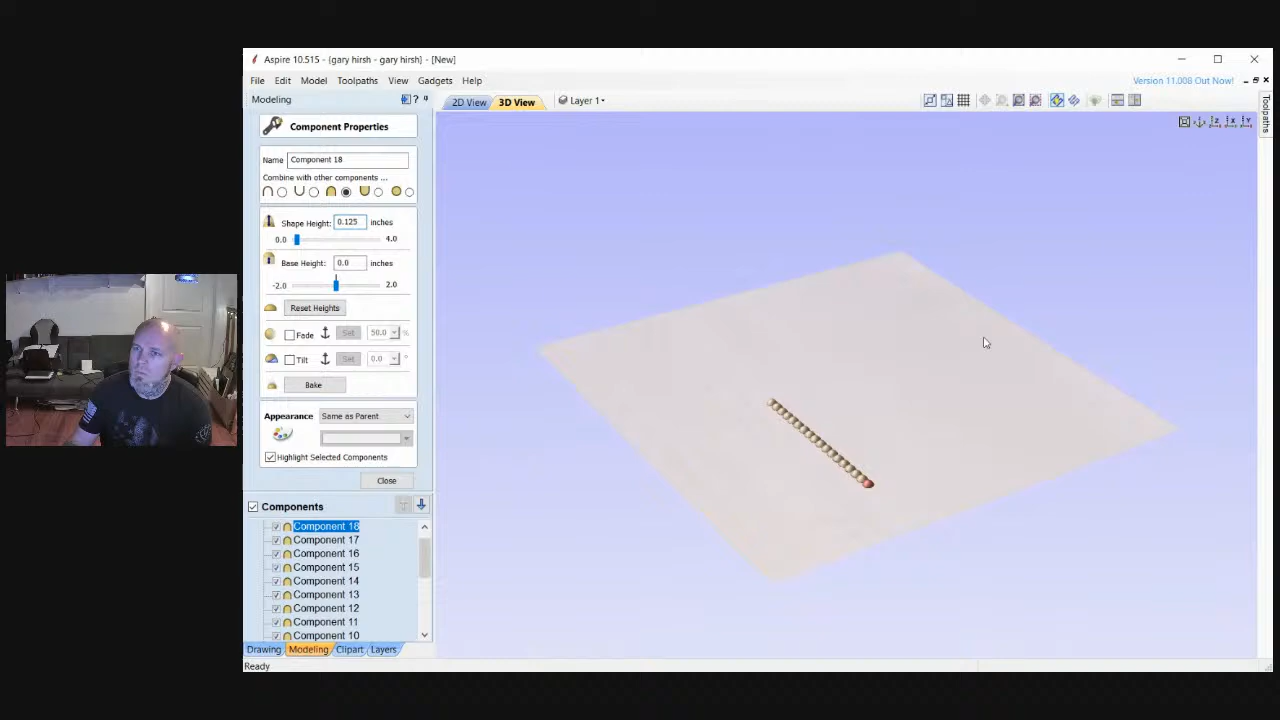 Aspire 10.515 - {gary hirsh - gary hirsh} - [New]
File Edit Model Toolpaths View Gadgets Help
Version 11.008 Out Now!
Modeling
2D View
3D View
Layer 1
Toolpaths
Component Properties
Name Component 18
Combine with other components ...
Shape Height: 0.125 inches
0.0 4.0
Base Height: 0.0 inches
-2.0 2.0
Reset Heights
Fade Set 50.0 %
Tilt Set 0.0 °
Bake
Appearance Same as Parent
Highlight Selected Components
Close
Components
Component 18
Component 17
Component 16
Component 15
Component 14
Component 13
Component 12
Component 11
Component 10
Drawing Modeling Clipart Layers
Ready